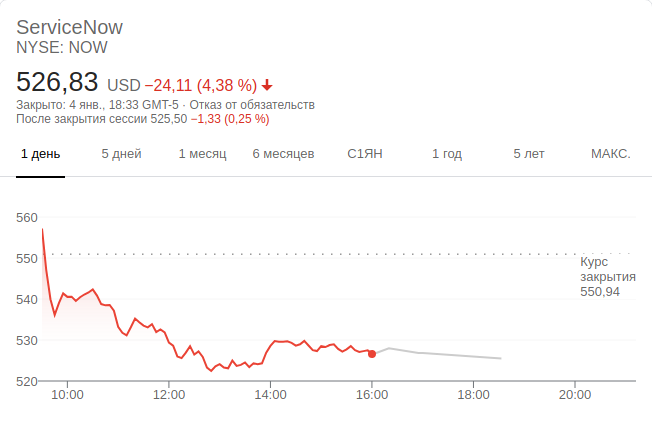 ServiceNow
NYSE: NOW
526,83 USD −24,11 (4,38 %)
Закрыто: 4 янв., 18:33 GMT-5 · Отказ от обязательств
После закрытия сессии 525,50 −1,33 (0,25 %)
1 день 5 дней 1 месяц 6 месяцев С1ЯН 1 год 5 лет МАКС.
560
550
540
530
520
Курс
закрытия
550,94
10:00 12:00 14:00 16:00 18:00 20:00